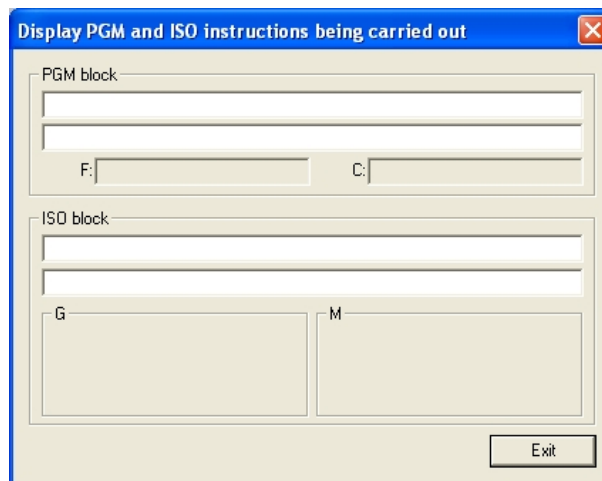 Display PGM and ISO instructions being carried out
PGM block
F: C:
ISO block
G M
Exit